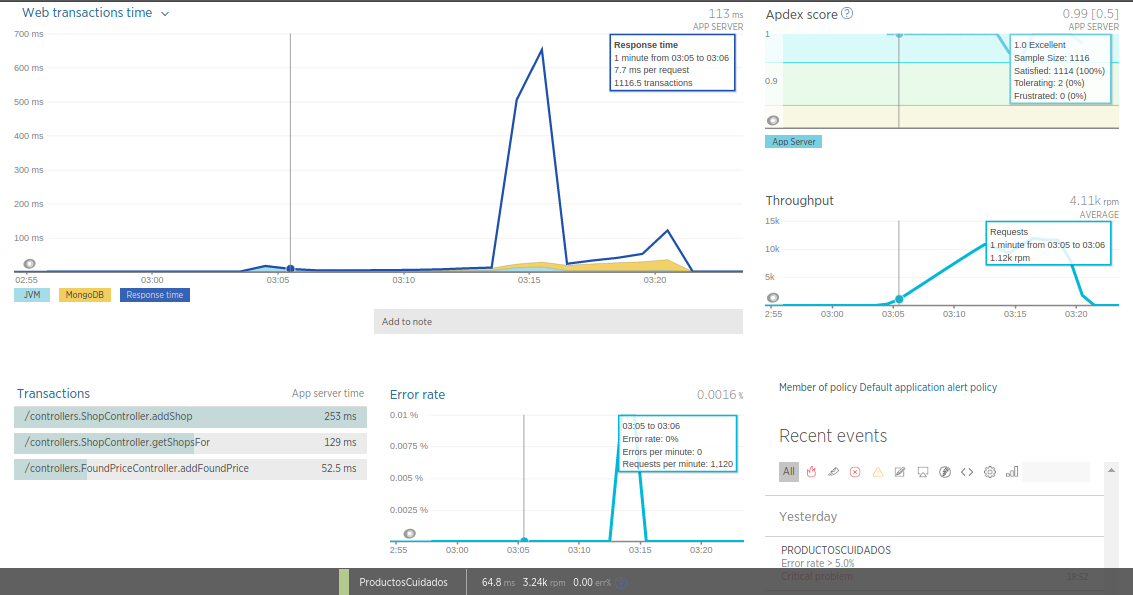 Web transactions time
113 ms
APP SERVER
700 ms
600 ms
500 ms
400 ms
300 ms
200 ms
100 ms
Response time
1 minute from 03:05 to 03:06
7.7 ms per request
1116.5 transactions
02:55 03:00 03:05 03:10 03:15 03:20
JVM MongoDB Response time
Add to note
Apdex score ?
0.99 [0.5]
APP SERVER
1
0.9
1.0 Excellent
Sample Size: 1116
Satisfied: 1114 (100%)
Tolerating: 2 (0%)
Frustrated: 0 (0%)
App Server
Throughput
4.11k rpm
AVERAGE
15k
10k
5k
Requests
1 minute from 03:05 to 03:06
1.12k rpm
2:55 03:00 03:05 03:10 03:15 03:20
Transactions App server time
/controllers.ShopController.addShop 253 ms
/controllers.ShopController.getShopsFor 129 ms
/controllers.FoundPriceController.addFoundPrice 52.5 ms
Error rate
0.0016 %
0.01 %
0.0075 %
0.005 %
0.0025 %
03:05 to 03:06
Error rate: 0%
Errors per minute: 0
Requests per minute: 1,120
2:55 03:00 03:05 03:10 03:15 03:20
Member of policy Default application alert policy
Recent events
All
Yesterday
PRODUCTOSCUIDADOS
Error rate > 5.0%
Critical problem 18:52
ProductosCuidados 64.8 ms 3.24k rpm 0.00 err%